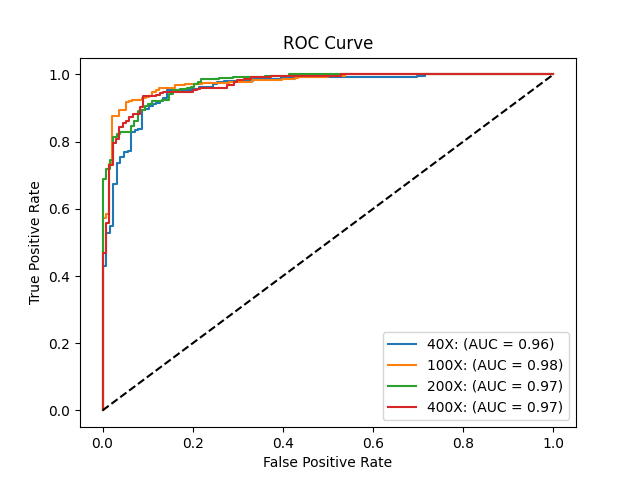 ROC Curve
1.0
0.8
0.6
0.4
0.2
0.0
True Positive Rate
0.0 0.2 0.4 0.6 0.8 1.0
False Positive Rate
40X: (AUC = 0.96)
100X: (AUC = 0.98)
200X: (AUC = 0.97)
400X: (AUC = 0.97)